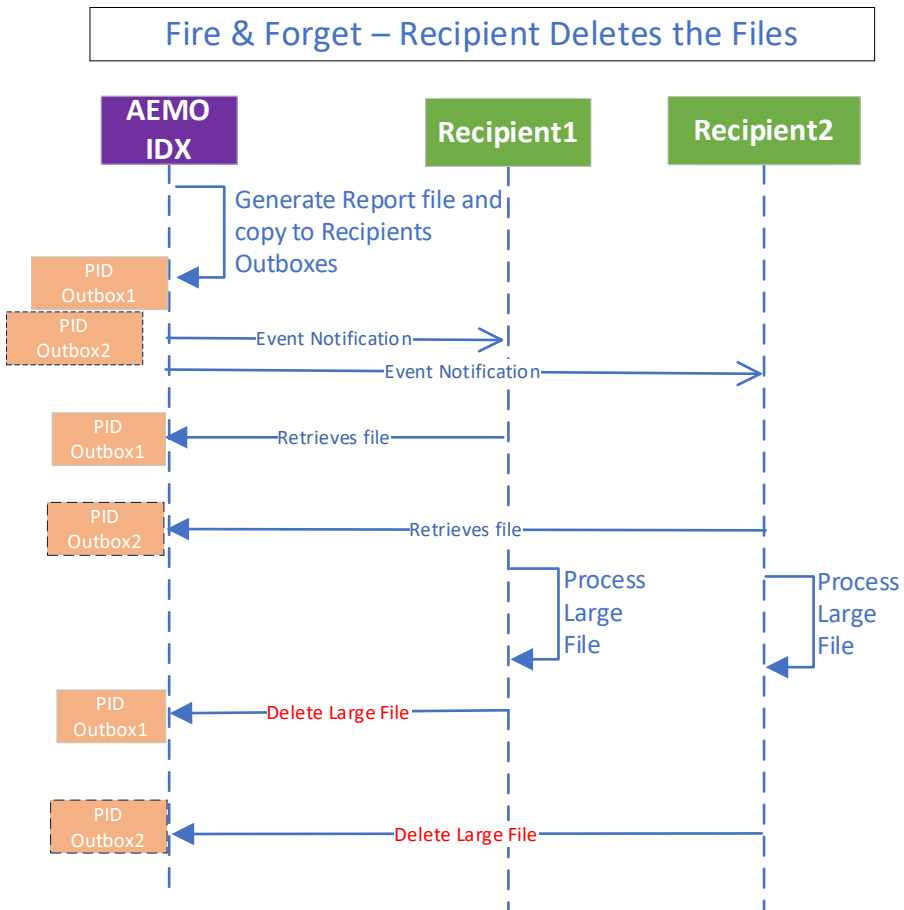 Fire & Forget – Recipient Deletes the Files
AEMO
IDX
Recipient1
Recipient2
Generate Report file and
copy to Recipients
Outboxes
PID
Outbox1
PID
Outbox2
Event Notification
Event Notification
PID
Outbox1
Retrieves file
PID
Outbox2
Retrieves file
Process
Large
File
Process
Large
File
PID
Outbox1
Delete Large File
PID
Outbox2
Delete Large File